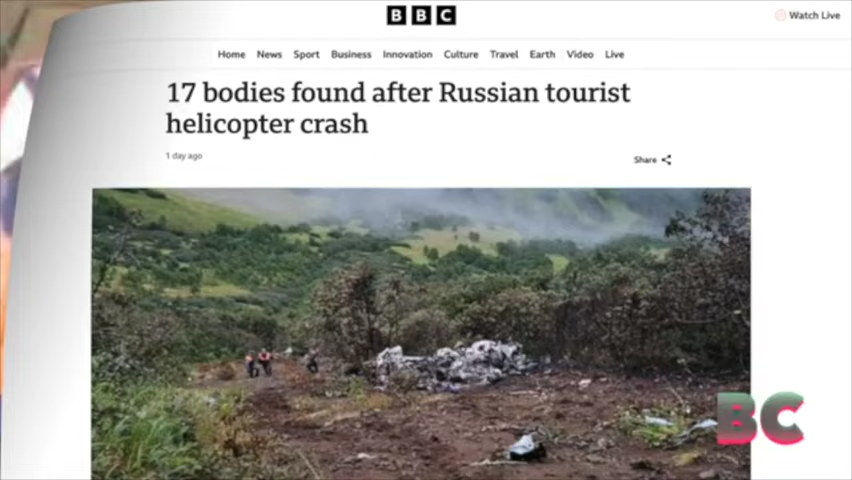 BBC
Watch Live
Home News Sport Business Innovation Culture Travel Earth Video Live
17 bodies found after Russian tourist
helicopter crash
1 day ago
Share
BC